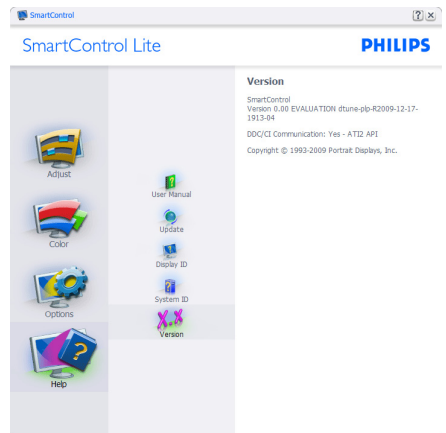 SmartControl
SmartControl Lite
PHILIPS
Adjust
Color
Options
Help
User Manual
Update
Display ID
System ID
X.X
Version
Version
SmartControl
Version 0.00 EVALUATION dtune-plp-R2009-12-17-
1913-04
DDC/CI Communication: Yes - ATI2 API
Copyright © 1993-2009 Portrait Displays, Inc.